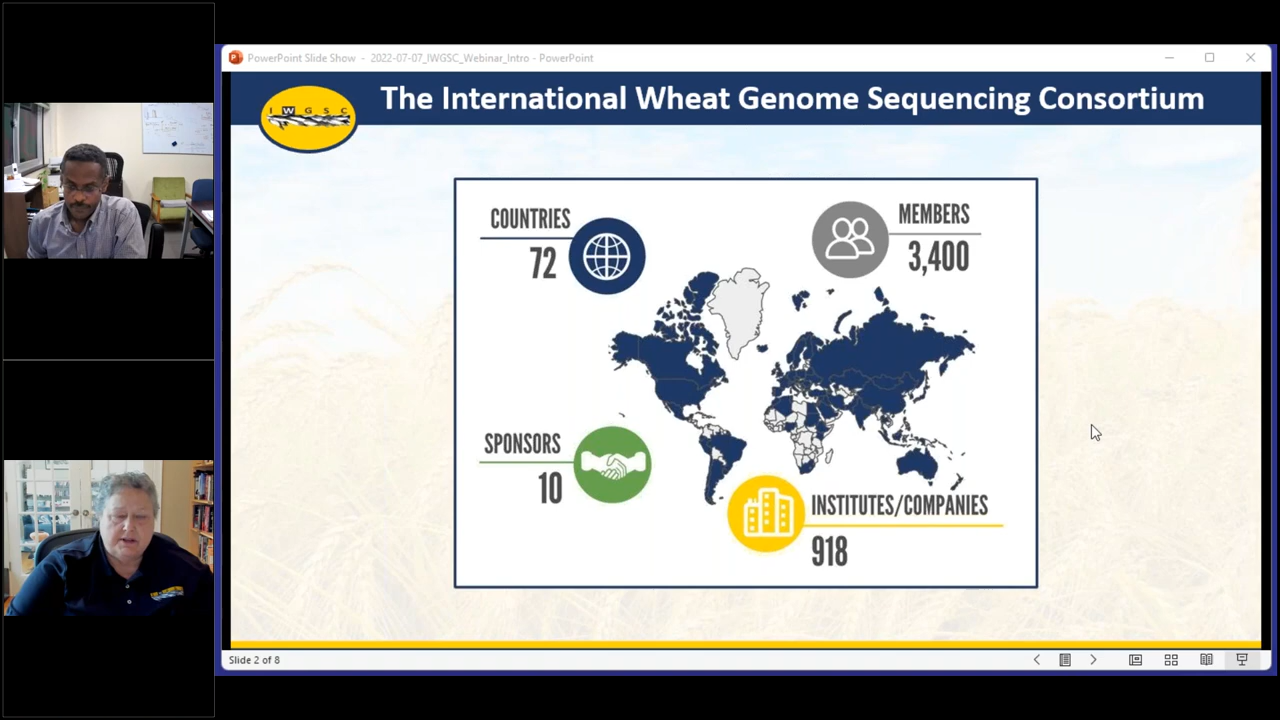 PowerPoint Slide Show - 2022-07-07_IWGSC_Webinar_Intro - PowerPoint
I W G S C
The International Wheat Genome Sequencing Consortium
COUNTRIES
72
MEMBERS
3,400
SPONSORS
10
INSTITUTES/COMPANIES
918
Slide 2 of 8